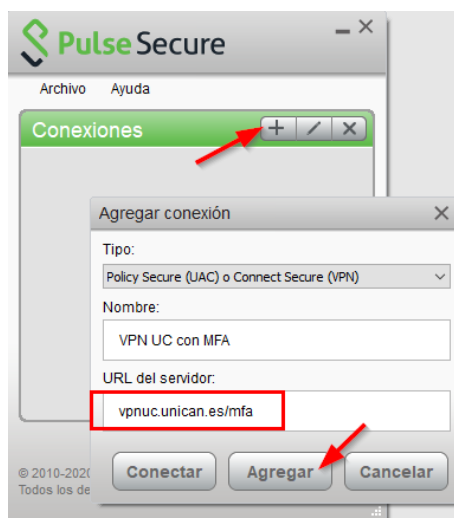 Pulse Secure
Archivo Ayuda
Conexiones
Agregar conexión
Tipo:
Policy Secure (UAC) o Connect Secure (VPN)
Nombre:
VPN UC con MFA
URL del servidor:
vpnuc.unican.es/mfa
Conectar Agregar Cancelar
© 2010-202
Todos los de